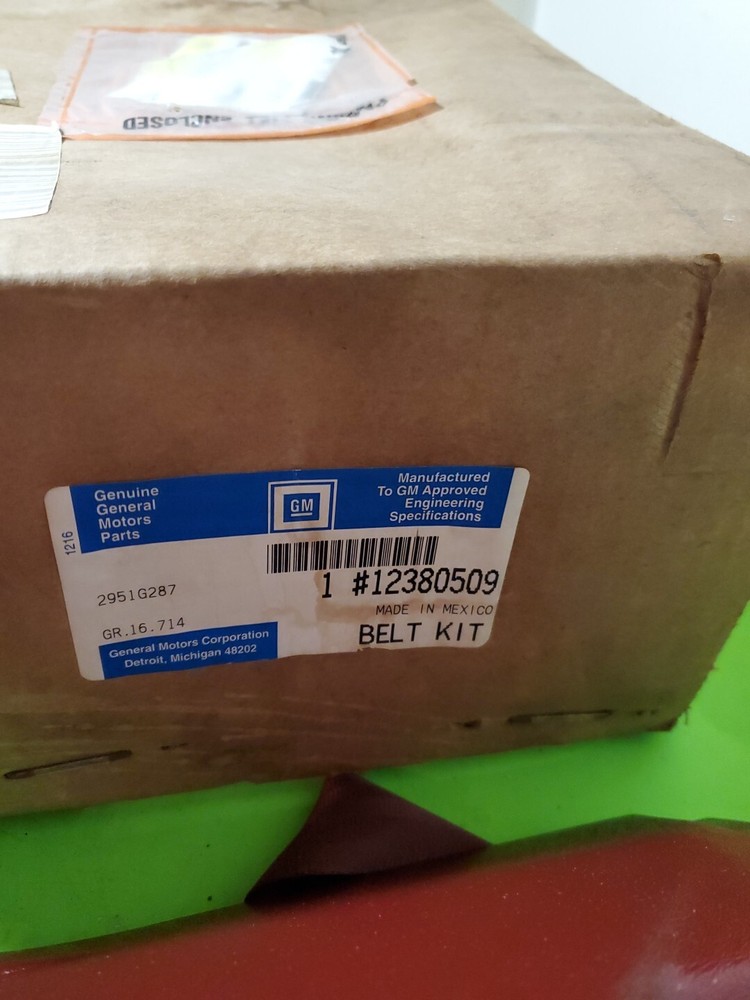 ENCLOSED
Genuine
General
Motors
Parts
GM
Manufactured
To GM Approved
Engineering
Specifications
1216
2951G287
1 #12380509
MADE IN MEXICO
GR.16.714
BELT KIT
General Motors Corporation
Detroit, Michigan 48202